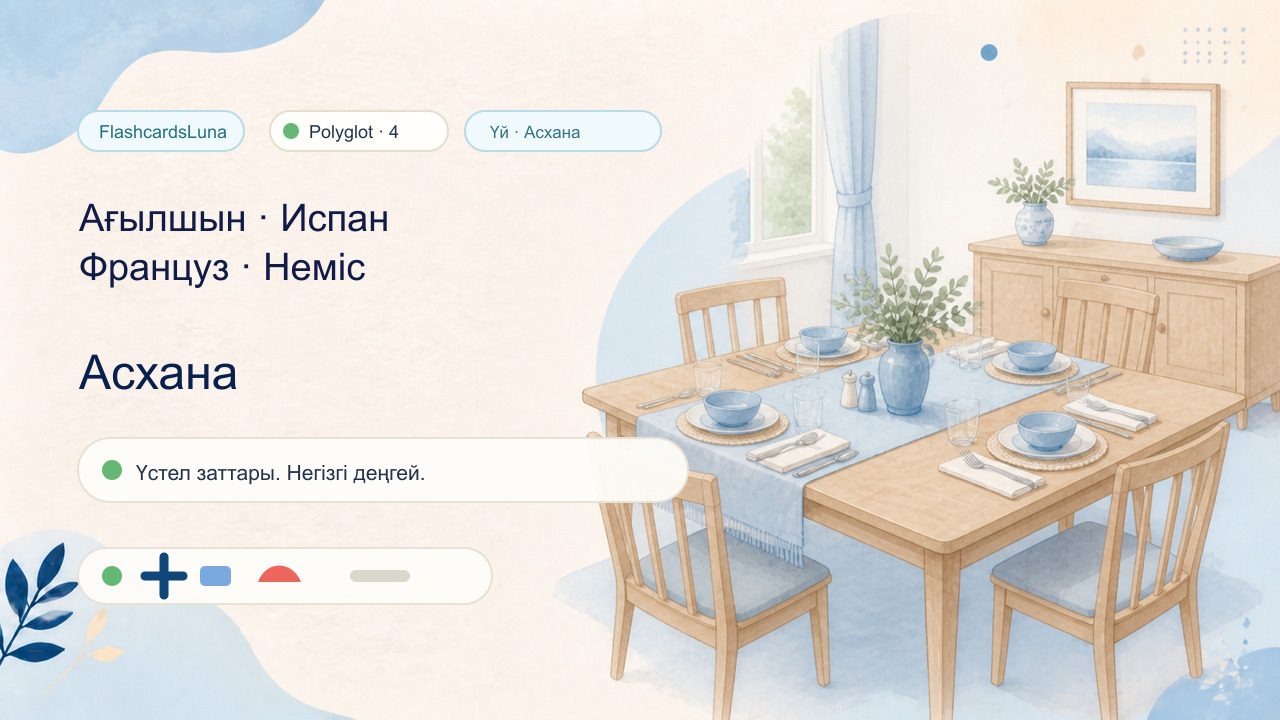 FlashcardsLuna
Polyglot · 4
Үй · Асхана
Ағылшын · Испан
Француз · Неміс
Асхана
Үстел заттары. Негізгі деңгей.